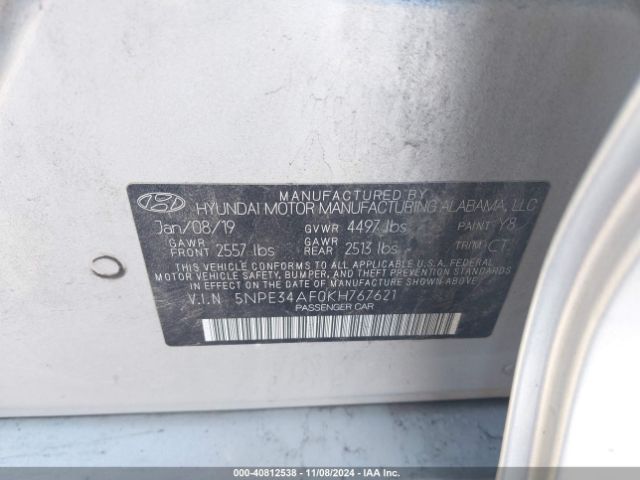 MANUFACTURED BY
HYUNDAI MOTOR MANUFACTURING ALABAMA, LLC
Jan/08/19 GVWR 4497 lbs PAINT Y8
GAWR FRONT 2557 lbs GAWR REAR 2513 lbs TRIM CT
THIS VEHICLE CONFORMS TO ALL APPLICABLE U.S.A. FEDERAL
MOTOR VEHICLE SAFETY, BUMPER, AND THEFT PREVENTION STANDARDS
IN EFFECT ON THE DATE OF MANUFACTURE SHOWN ABOVE.
V.I.N 5NPE34AF0KH767621
PASSENGER CAR
000-40812538 - 11/08/2024 - IAA Inc.